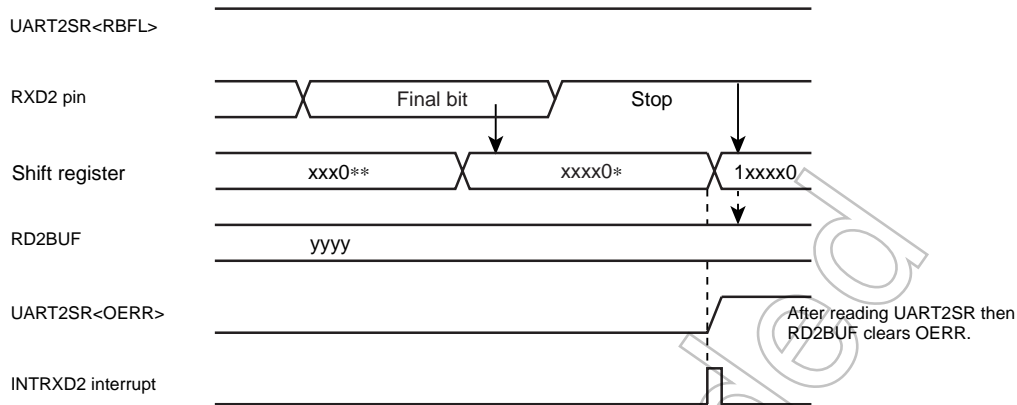 UART2SR<RBFL>
RXD2 pin Final bit Stop
Shift register xxx0** xxxx0* 1xxxx0
RD2BUF yyyy
UART2SR<OERR> After reading UART2SR then
RD2BUF clears OERR.
INTRXD2 interrupt